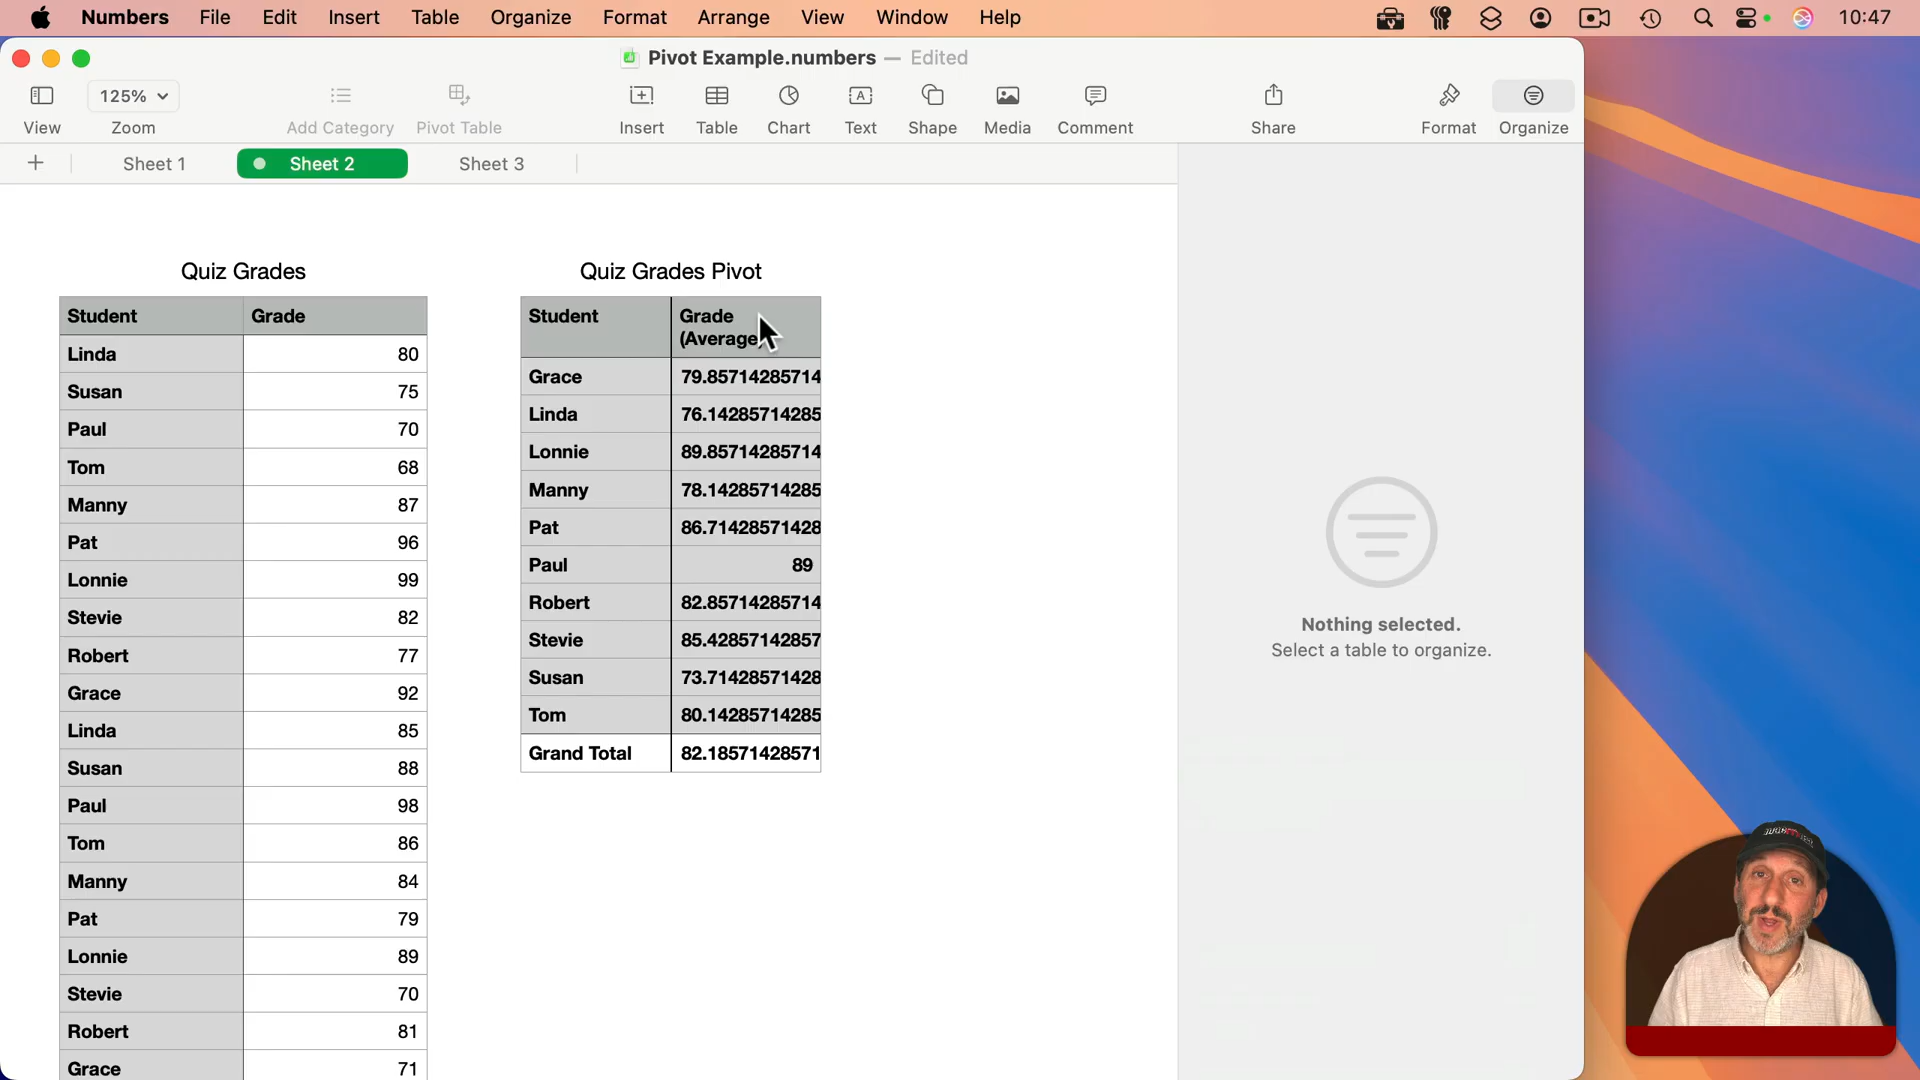 Numbers File Edit Insert Table Organize Format Arrange View Window Help 10:47
Pivot Example.numbers — Edited
125%
View Zoom Add Category Pivot Table Insert Table Chart Text Shape Media Comment Share Format Organize
Sheet 1 Sheet 2 Sheet 3
Quiz Grades
Student Grade
Linda 80
Susan 75
Paul 70
Tom 68
Manny 87
Pat 96
Lonnie 99
Stevie 82
Robert 77
Grace 92
Linda 85
Susan 88
Paul 98
Tom 86
Manny 84
Pat 79
Lonnie 89
Stevie 70
Robert 81
Grace 71
Quiz Grades Pivot
Student Grade
(Average
Grace 79.85714285714
Linda 76.14285714285
Lonnie 89.85714285714
Manny 78.14285714285
Pat 86.71428571428
Paul 89
Robert 82.85714285714
Stevie 85.42857142857
Susan 73.71428571428
Tom 80.14285714285
Grand Total 82.18571428571
Nothing selected.
Select a table to organize.